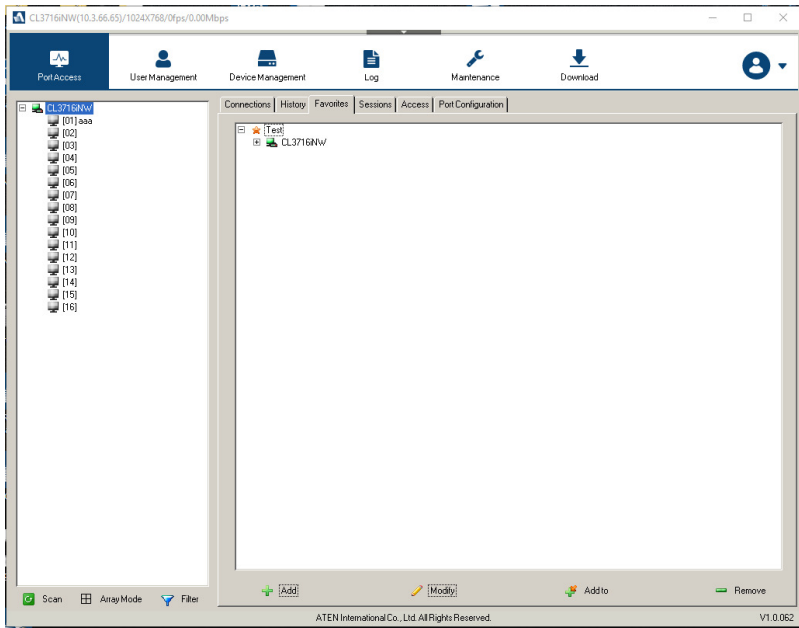 CL3716iNW(10.3.66.65)/1024X768/0fps/0.00Mbps
Port Access User Management Device Management Log Maintenance Download
Connections History Favorites Sessions Access Port Configuration
CL3716iNW
[01] aaa
[02]
[03]
[04]
[05]
[06]
[07]
[08]
[09]
[10]
[11]
[12]
[13]
[14]
[15]
[16]
Test
CL3716iNW
Scan Array Mode Filter
Add Modify Add to Remove
ATEN International Co., Ltd. All Rights Reserved.
V1.0.062